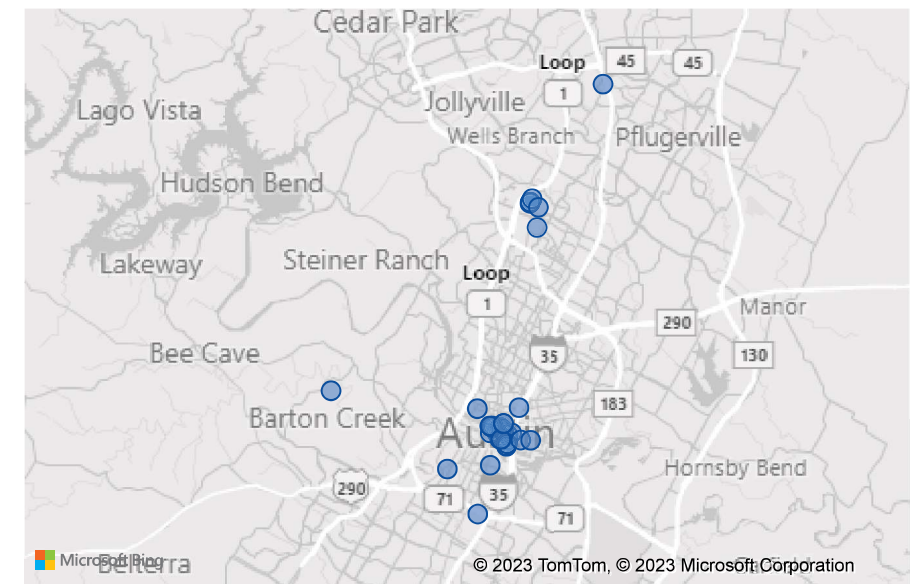 Cedar Park
Loop
45
45
1
Lago Vista
Jollyville
Wells Branch
Pflugerville
Hudson Bend
Lakeway
Steiner Ranch
Loop
1
Manor
290
Bee Cave
35
130
183
Barton Creek
Austin
Hornsby Bend
290
71
35
71
Microsoft Bing
Belterra
© 2023 TomTom, © 2023 Microsoft Corporation